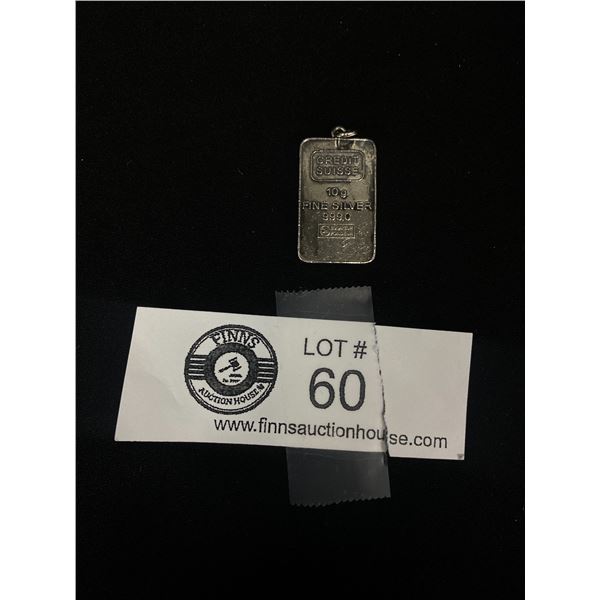 CREDIT
SUISSE
10g
FINE SILVER
999.0
FINNS
AUCTION HOUSE
LOT #
60
www.finnsauctionhouse.com